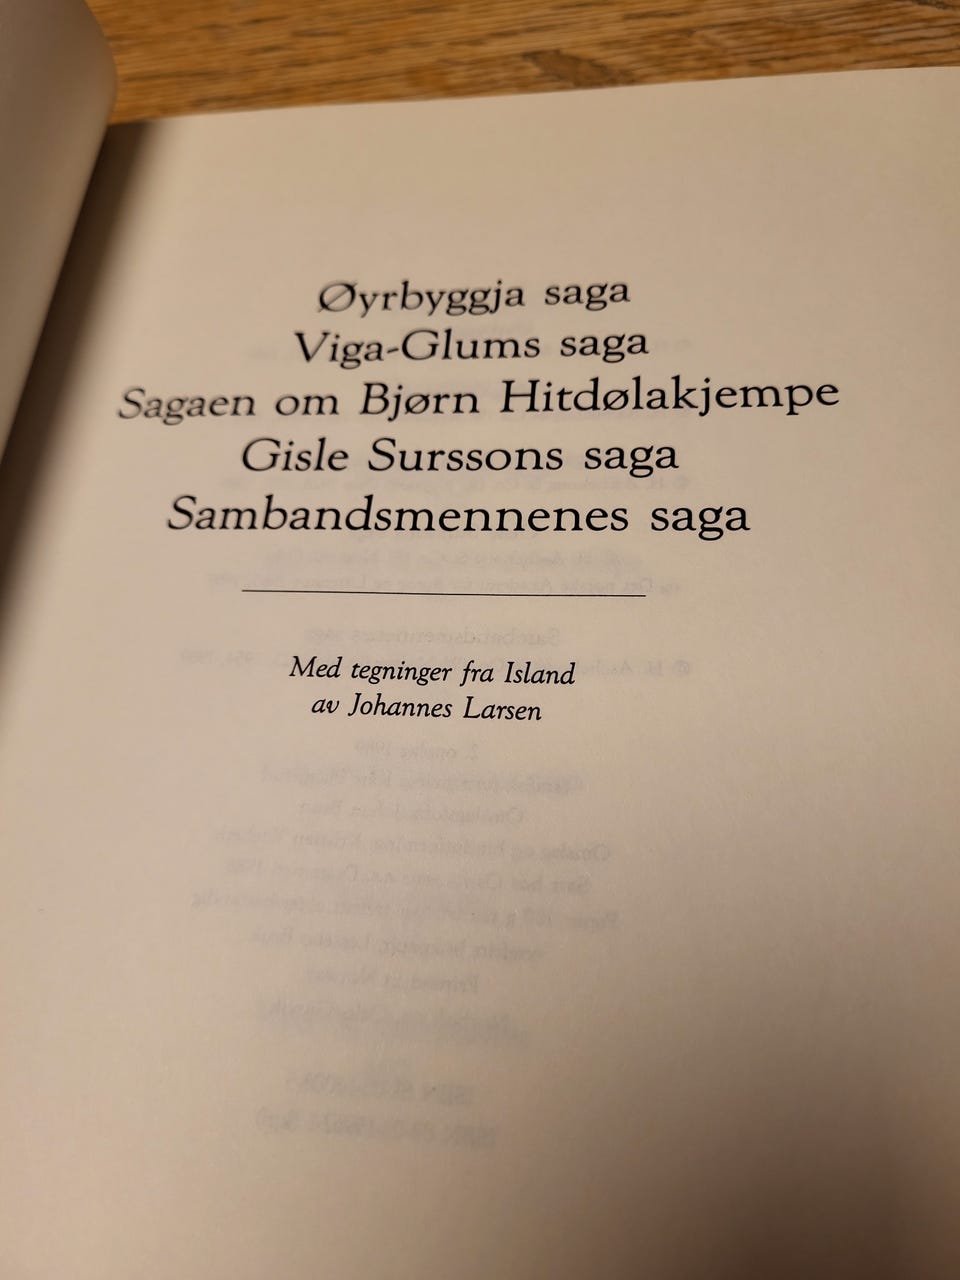 Øyrbyggja saga
Viga-Glums saga
Sagaen om Bjørn Hitdølakjempe
Gisle Surssons saga
Sambandsmennenes saga
Med tegninger fra Island
av Johannes Larsen